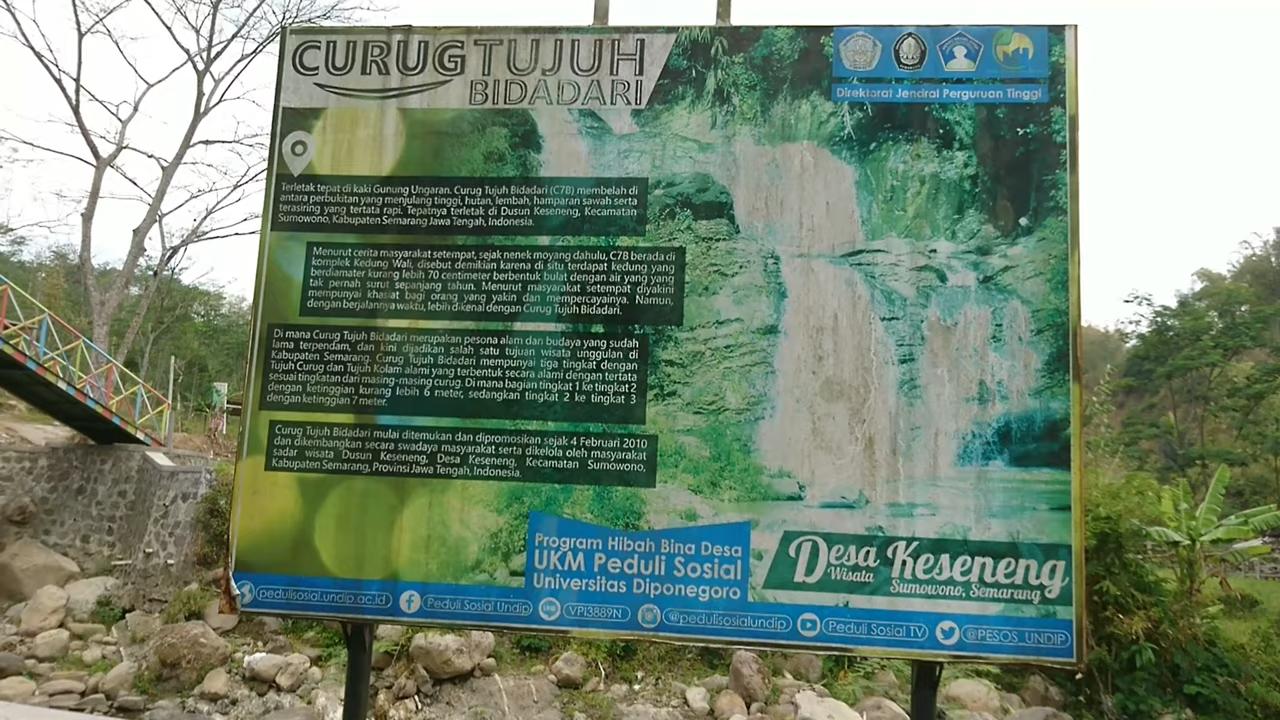 CURUG TUJUH
BIDADARI
Direktorat Jendral Perguruan Tinggi
Terletak tepat di kaki Gunung Ungaran. Curug Tujuh Bidadari (C7B) membelah di
antara perbukitan yang menjulang tinggi, hutan, lembah, hamparan sawah serta
terasiring yang tertata rapi. Tepatnya terletak di Dusun Keseneng, Kecamatan
Sumowono, Kabupaten Semarang Jawa Tengah, Indonesia.
Menurut cerita masyarakat setempat, sejak nenek moyang dahulu, C7B berada di
komplek Kedung Wali, disebut demikian karena di situ terdapat kedung yang
berdiamater kurang lebih 70 centimeter berbentuk bulat dengan air yang yang
tak pernah surut sepanjang tahun. Menurut masyarakat setempat diyakini
mempunyai khasiat bagi orang yang yakin dan mempercayainya. Namun,
dengan berjalannya waktu, lebih dikenal dengan Curug Tujuh Bidadari.
Di mana Curug Tujuh Bidadari merupakan pesona alam dan budaya yang sudah
lama terpendam, dan kini dijadikan salah satu tujuan wisata unggulan di
Kabupaten Semarang. Curug Tujuh Bidadari mempunyai tiga tingkat dengan
Tujuh Curug dan Tujuh Kolam alami yang terbentuk secara alami dengan tertata
sesuai tingkatan dari masing-masing curug. Di mana bagian tingkat 1 ke tingkat 2
dengan ketinggian kurang lebih 6 meter, sedangkan tingkat 2 ke tingkat 3
dengan ketinggian 7 meter.
Curug Tujuh Bidadari mulai ditemukan dan dipromosikan sejak 4 Februari 2010
dan dikembangkan secara swadaya masyarakat serta dikelola oleh masyarakat
sadar wisata Dusun Keseneng, Desa Keseneng, Kecamatan Sumowono,
Kabupaten Semarang, Provinsi Jawa Tengah, Indonesia.
Program Hibah Bina Desa
UKM Peduli Sosial
Universitas Diponegoro
Desa Keseneng
Wisata
Sumowono, Semarang
pedulisosial.undip.ac.id Peduli Sosial Undip VPI3889N @pedulisosialundip Peduli Sosial TV @PESOS_UNDIP